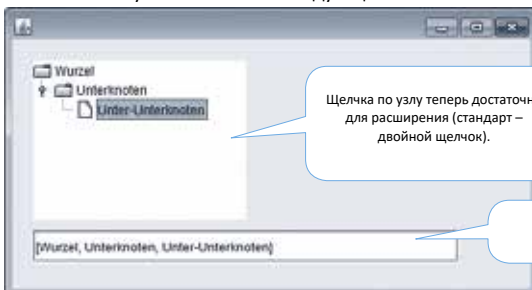 Wurzel
Unterknoten
Unter-Unterknoten
Щелчка по узлу теперь достаточн
для расширения (стандарт –
двойной щелчок).
[Wurzel, Unterknoten, Unter-Unterknoten]